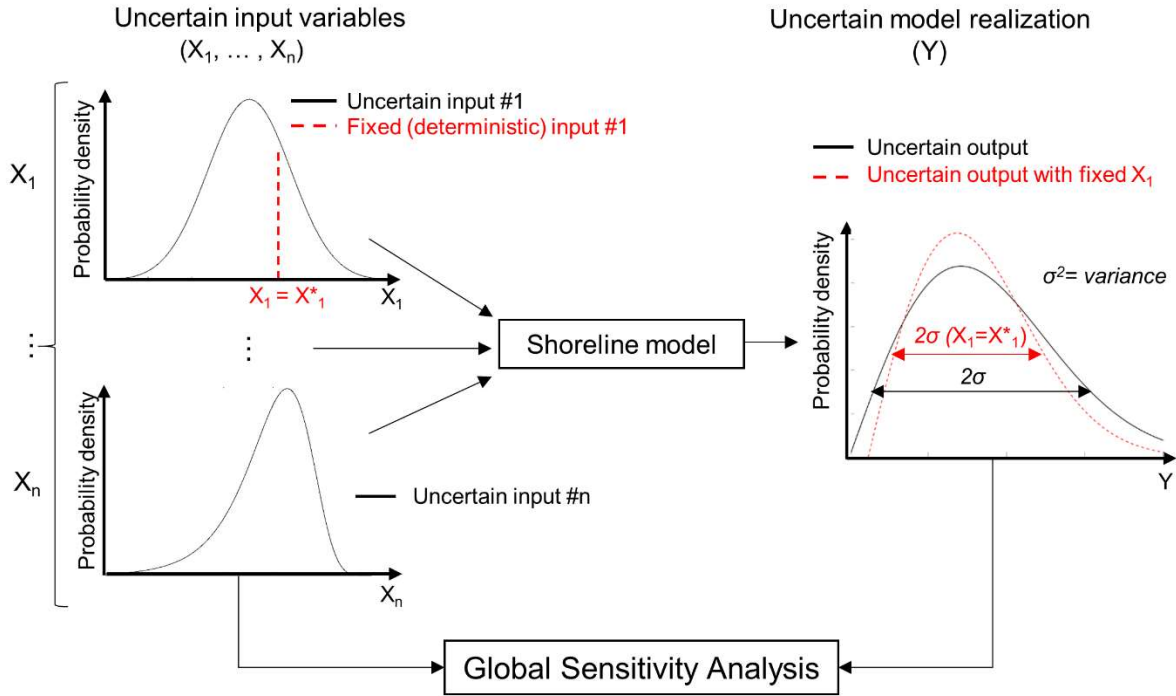 Uncertain input variables
(X₁, … , Xₙ)
Uncertain model realization
(Y)
Probability density
Uncertain input #1
Fixed (deterministic) input #1
X₁
X₁ = X*₁
X₁
Uncertain output
Uncertain output with fixed X₁
Probability density
σ²= variance
2σ (X₁=X*₁)
2σ
Y
⋮
⋮
Shoreline model
Probability density
Xₙ
Uncertain input #n
Xₙ
Global Sensitivity Analysis